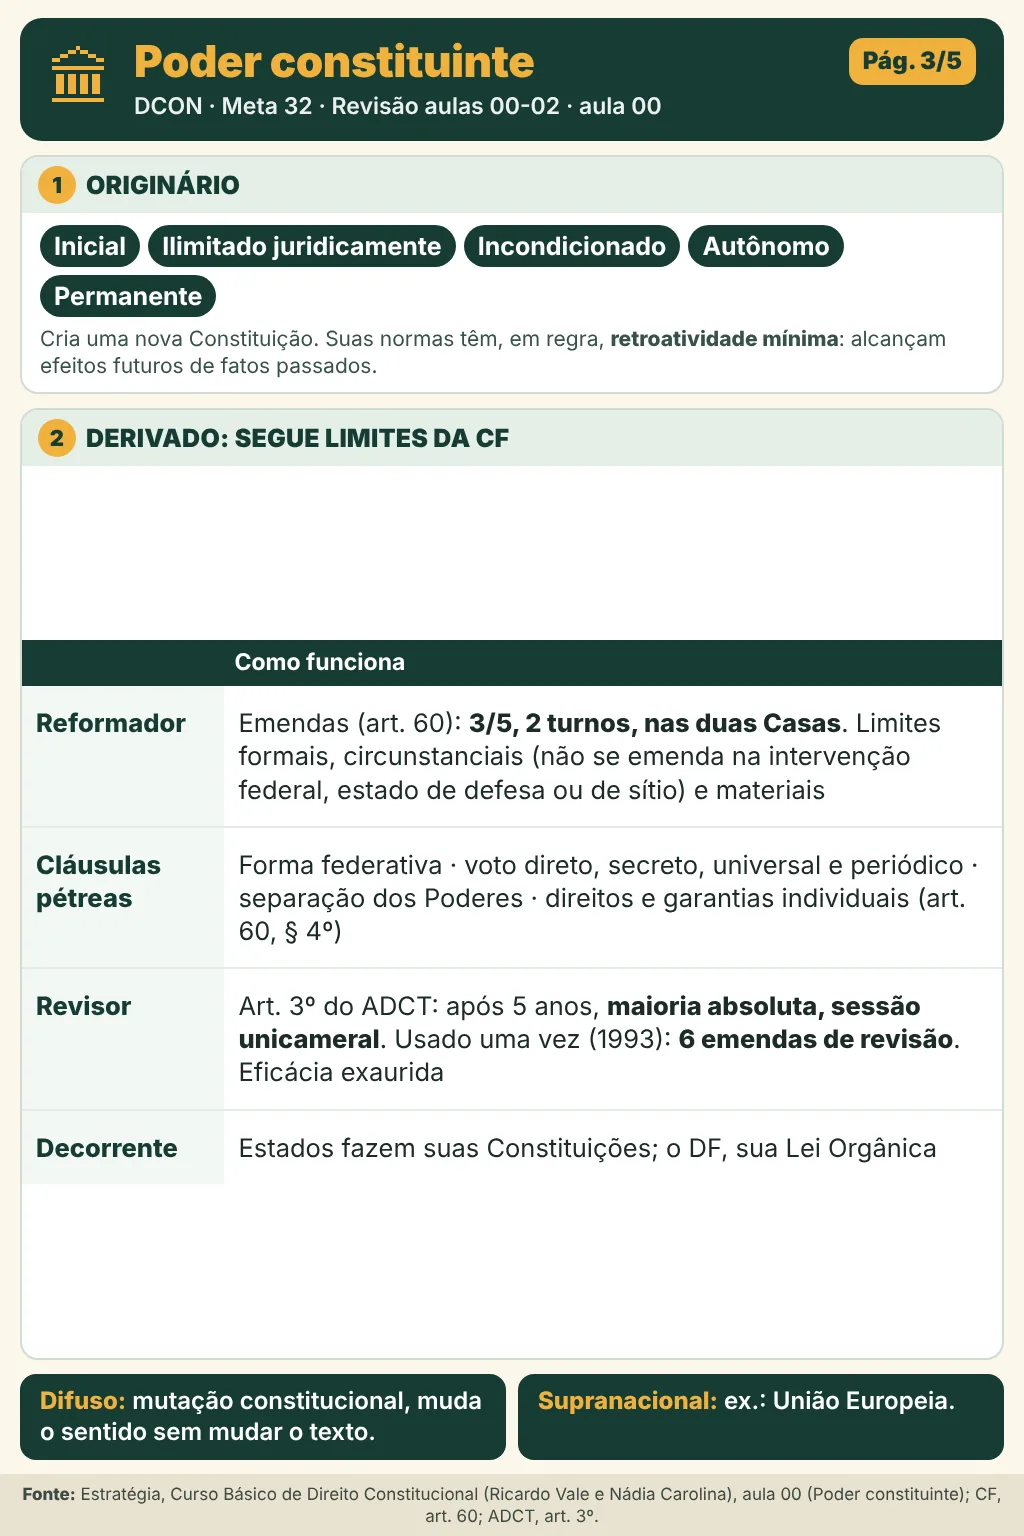 Poder constituinte
Pág. 3/5
DCON · Meta 32 · Revisão aulas 00-02 · aula 00
1 ORIGINÁRIO
Inicial Ilimitado juridicamente Incondicionado Autônomo
Permanente
Cria uma nova Constituição. Suas normas têm, em regra, retroatividade mínima: alcançam
efeitos futuros de fatos passados.
2 DERIVADO: SEGUE LIMITES DA CF
Como funciona
Reformador
Emendas (art. 60): 3/5, 2 turnos, nas duas Casas. Limites
formais, circunstanciais (não se emenda na intervenção
federal, estado de defesa ou de sítio) e materiais
Cláusulas
pétreas
Forma federativa · voto direto, secreto, universal e periódico ·
separação dos Poderes · direitos e garantias individuais (art.
60, § 4º)
Revisor
Art. 3º do ADCT: após 5 anos, maioria absoluta, sessão
unicameral. Usado uma vez (1993): 6 emendas de revisão.
Eficácia exaurida
Decorrente
Estados fazem suas Constituições; o DF, sua Lei Orgânica
Difuso: mutação constitucional, muda
o sentido sem mudar o texto.
Supranacional: ex.: União Europeia.
Fonte: Estratégia, Curso Básico de Direito Constitucional (Ricardo Vale e Nádia Carolina), aula 00 (Poder constituinte); CF,
art. 60; ADCT, art. 3º.